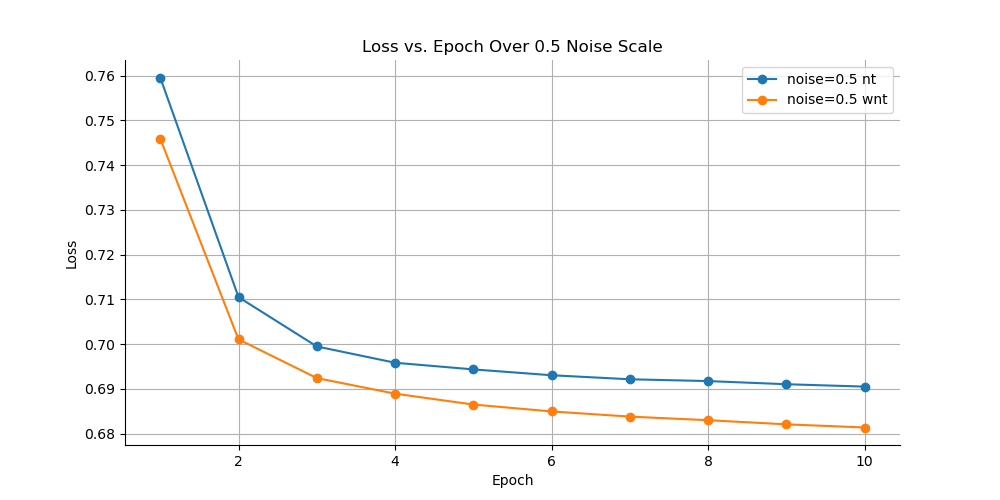 Loss vs. Epoch Over 0.5 Noise Scale
noise=0.5 nt
noise=0.5 wnt
0.76
0.75
0.74
0.73
0.72
0.71
0.70
0.69
0.68
Loss
2 4 6 8 10
Epoch